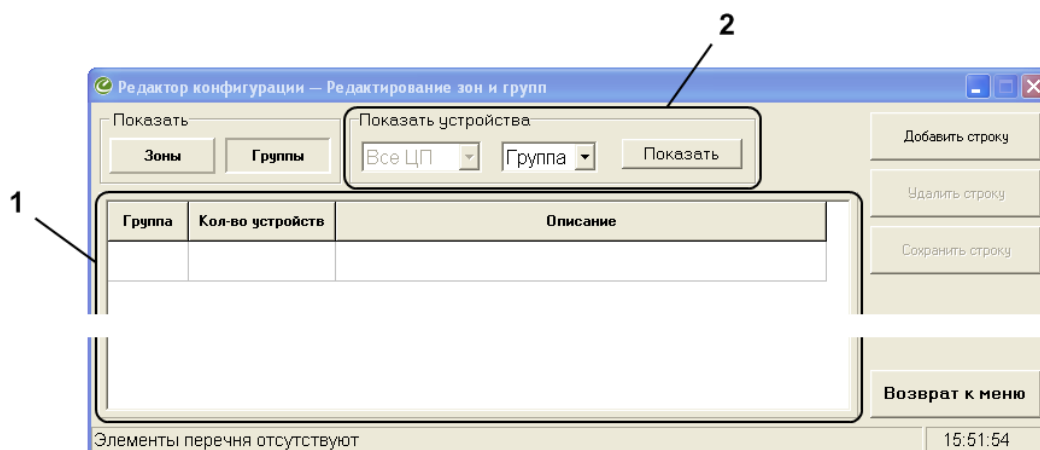 2
Редактор конфигурации — Редактирование зон и групп
Показать
Зоны
Группы
Показать устройства
Все ЦП
Группа
Показать
Добавить строку
Удалить строку
Сохранить строку
1
Группа
Кол-во устройств
Описание
Возврат к меню
Элементы перечня отсутствуют
15:51:54